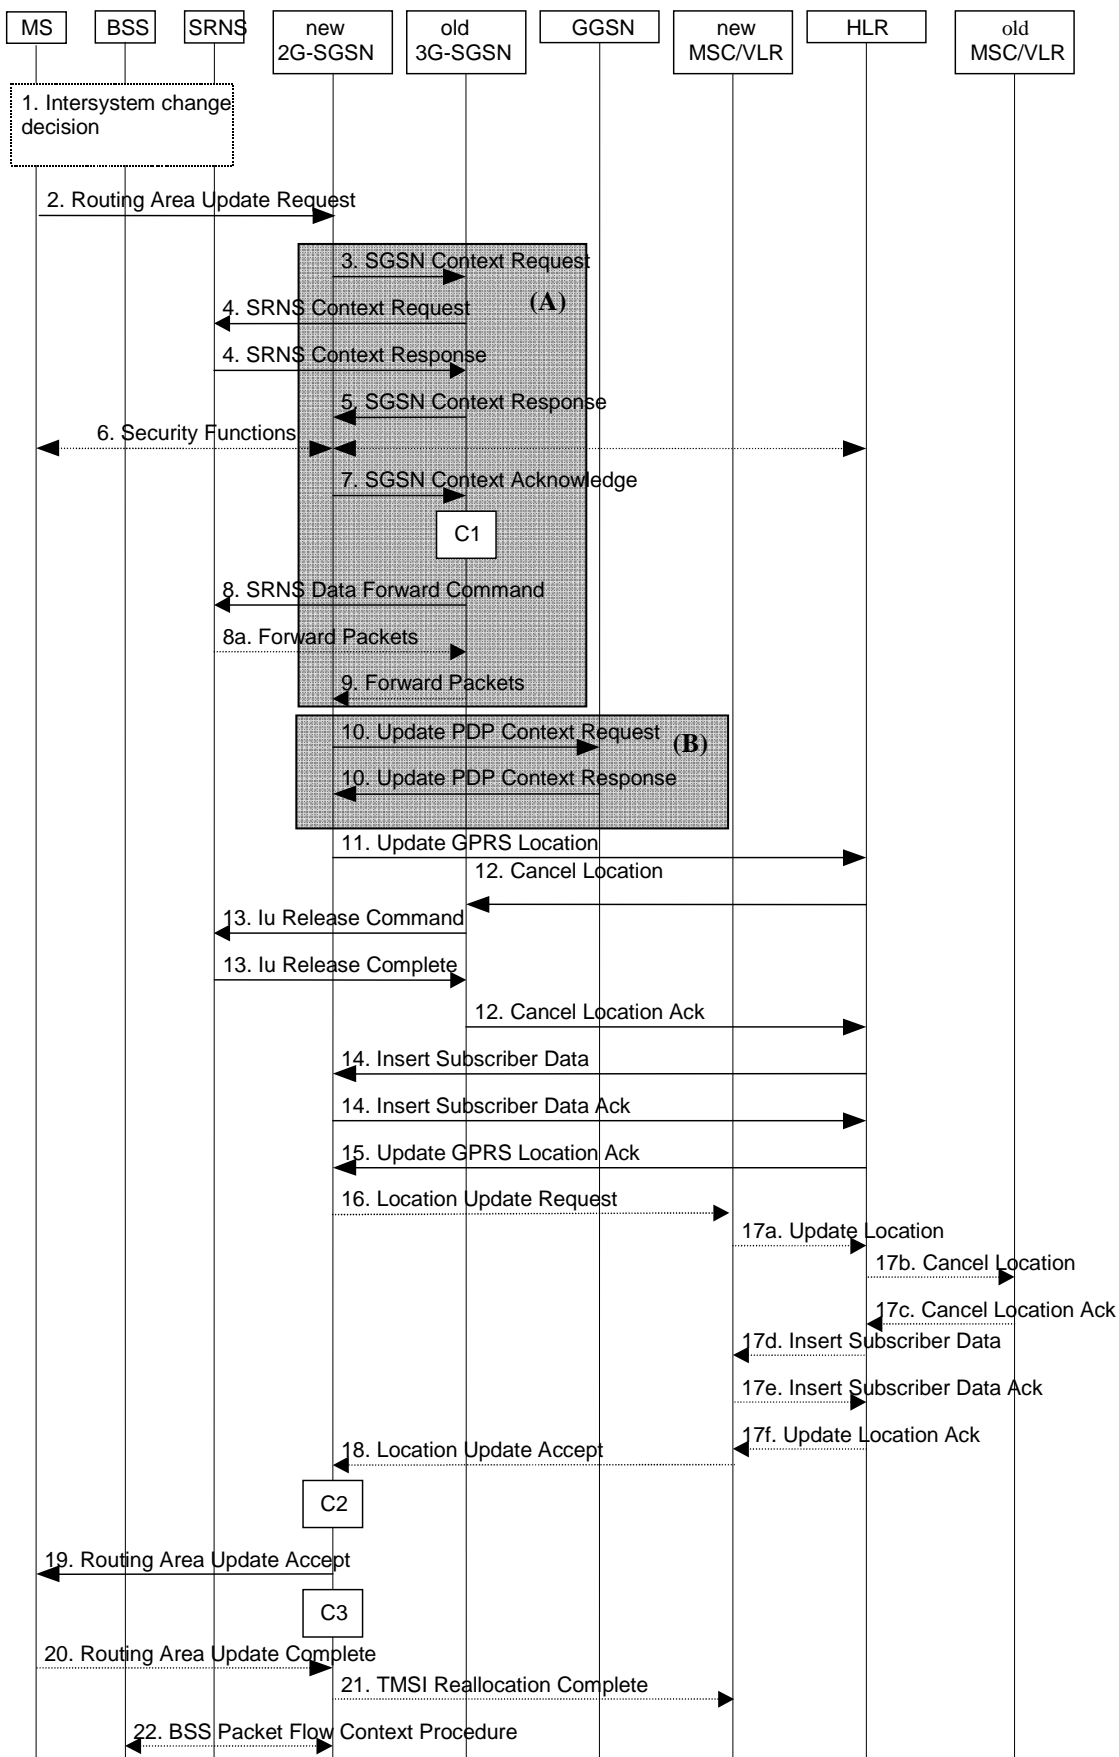 MS
BSS
SRNS
new
2G-SGSN
old
3G-SGSN
GGSN
new
MSC/VLR
HLR
old
MSC/VLR
1. Intersystem change
decision
2. Routing Area Update Request
3. SGSN Context Request
(A)
4. SRNS Context Request
4. SRNS Context Response
5. SGSN Context Response
6. Security Functions
7. SGSN Context Acknowledge
C1
8. SRNS Data Forward Command
8a. Forward Packets
9. Forward Packets
10. Update PDP Context Request
(B)
10. Update PDP Context Response
11. Update GPRS Location
12. Cancel Location
13. Iu Release Command
13. Iu Release Complete
12. Cancel Location Ack
14. Insert Subscriber Data
14. Insert Subscriber Data Ack
15. Update GPRS Location Ack
16. Location Update Request
17a. Update Location
17b. Cancel Location
17c. Cancel Location Ack
17d. Insert Subscriber Data
17e. Insert Subscriber Data Ack
17f. Update Location Ack
18. Location Update Accept
C2
19. Routing Area Update Accept
C3
20. Routing Area Update Complete
21. TMSI Reallocation Complete
22. BSS Packet Flow Context Procedure